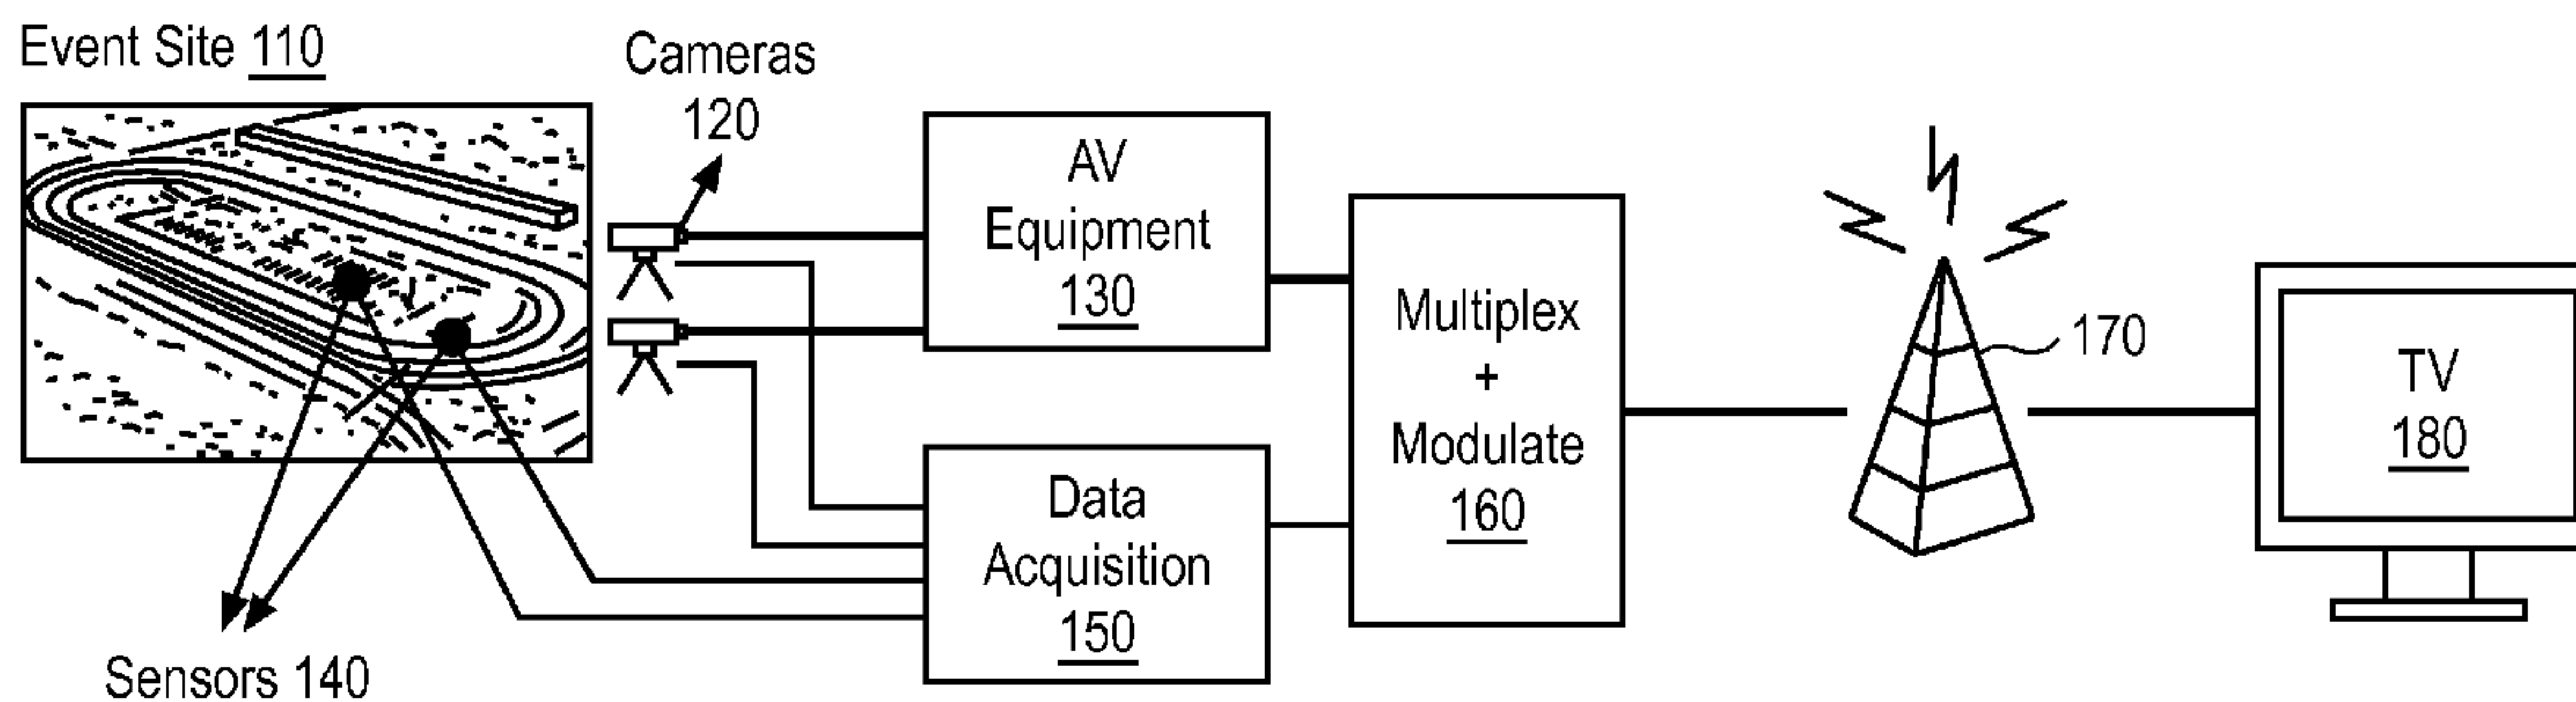 Event Site 110
Cameras
120
AV
Equipment
130
Multiplex
+
Modulate
160
170
TV
180
Data
Acquisition
150
Sensors 140